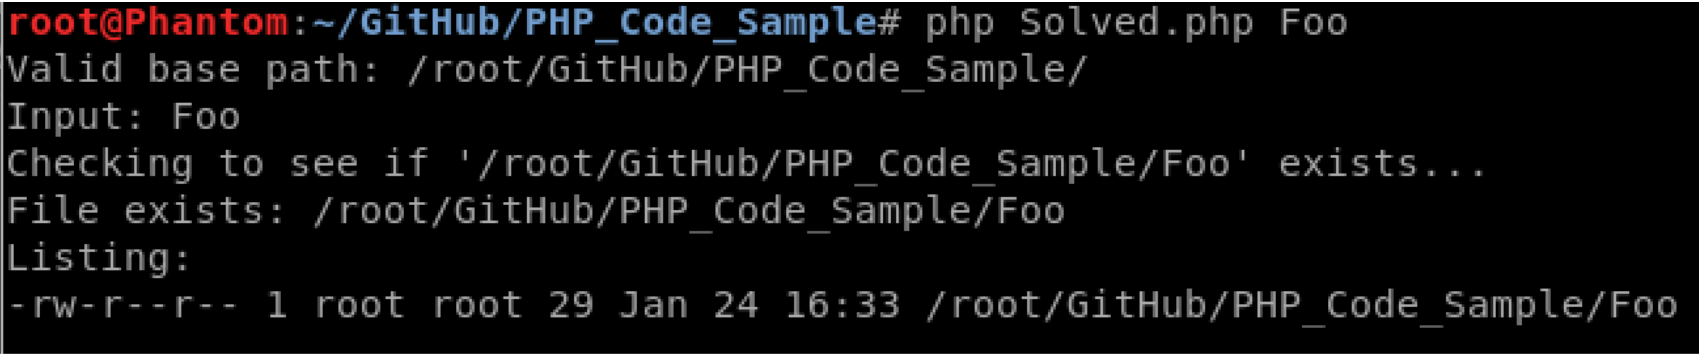 root@Phantom:~/GitHub/PHP_Code_Sample# php Solved.php Foo
Valid base path: /root/GitHub/PHP_Code_Sample/
Input: Foo
Checking to see if '/root/GitHub/PHP_Code_Sample/Foo' exists...
File exists: /root/GitHub/PHP_Code_Sample/Foo
Listing:
-rw-r--r-- 1 root root 29 Jan 24 16:33 /root/GitHub/PHP_Code_Sample/Foo